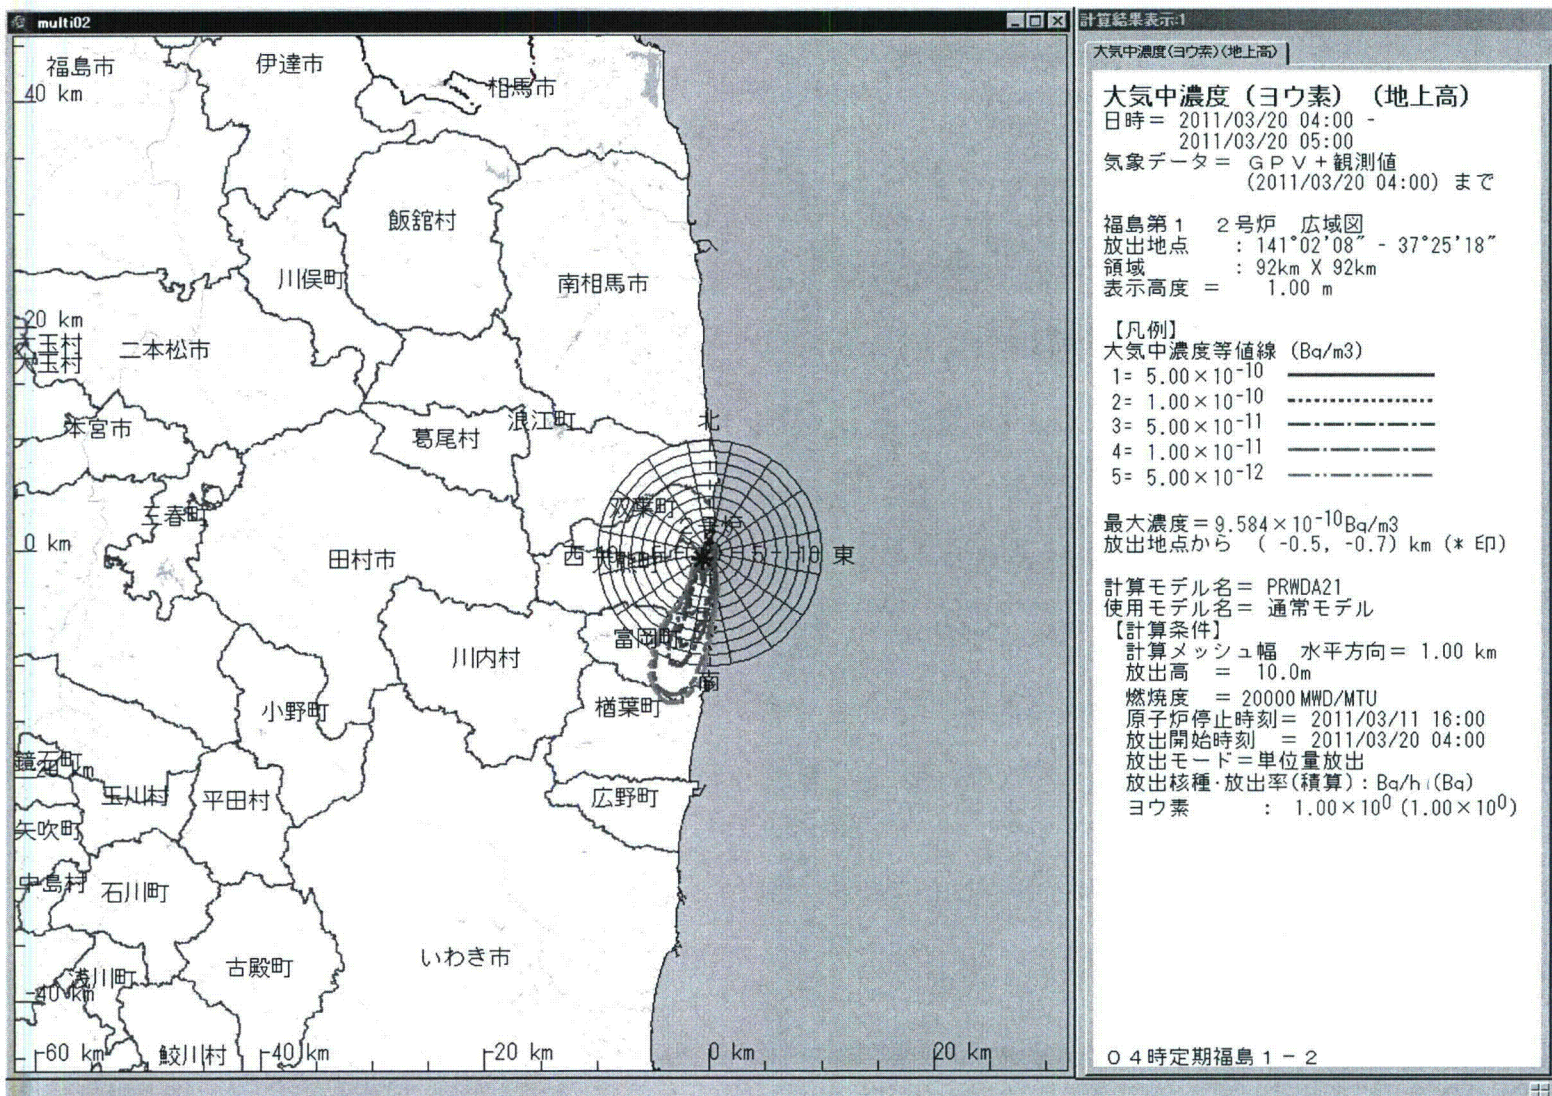 multi02
福島市
伊達市
相馬市
40 km
飯舘村
川俣町
南相馬市
20 km
大玉村
大玉村
二本松市
本宮市
葛尾村
浪江町
北
三春町
双葉町
0 km
田村市
西
東
富岡町
川内村
南
小野町
楢葉町
鏡石町
-20 km
玉川村
平田村
広野町
矢吹町
中島村
石川町
いわき市
古殿町
浅川町
-40 km
鮫川村
-60 km
-40 km
-20 km
0 km
20 km
計算結果表示:1
大気中濃度(ヨウ素)(地上高)
大気中濃度（ヨウ素）（地上高）
日時＝ 2011/03/20 04:00 -
2011/03/20 05:00
気象データ＝ ＧＰＶ＋観測値
(2011/03/20 04:00) まで
福島第１ ２号炉 広域図
放出地点 : 141°02'08" - 37°25'18"
領域 : 92km X 92km
表示高度 ＝ 1.00 m
【凡例】
大気中濃度等値線 (Bq/m3)
1= 5.00×10⁻¹⁰
2= 1.00×10⁻¹⁰
3= 5.00×10⁻¹¹
4= 1.00×10⁻¹¹
5= 5.00×10⁻¹²
最大濃度＝9.584×10⁻¹⁰Bq/m3
放出地点から ( -0.5, -0.7) km (* 印)
計算モデル名＝ PRWDA21
使用モデル名＝ 通常モデル
【計算条件】
計算メッシュ幅 水平方向＝ 1.00 km
放出高 ＝ 10.0m
燃焼度 ＝ 20000 MWD/MTU
原子炉停止時刻＝ 2011/03/11 16:00
放出開始時刻 ＝ 2011/03/20 04:00
放出モード＝単位量放出
放出核種･放出率(積算) : Bq/h (Bq)
ヨウ素 : 1.00×10⁰ (1.00×10⁰)
０４時定期福島１－２